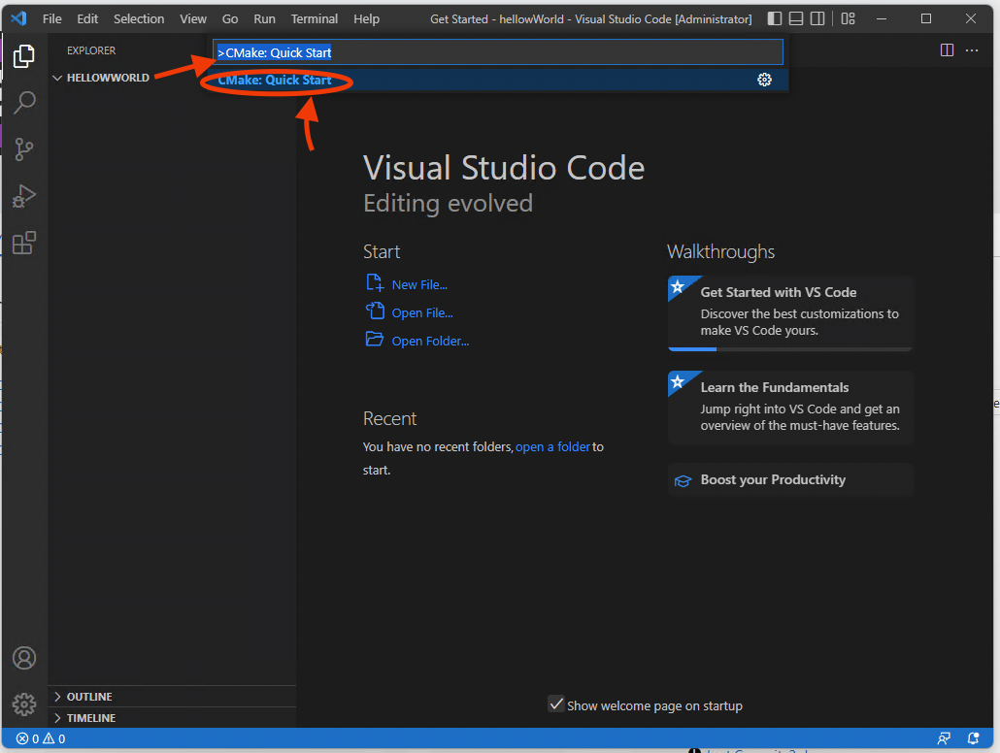 File Edit Selection View Go Run Terminal Help Get Started - hellowWorld - Visual Studio Code [Administrator]
EXPLORER
>CMake: Quick Start
HELLOWWORLD
CMake: Quick Start
Visual Studio Code
Editing evolved
Start
New File...
Open File...
Open Folder...
Recent
You have no recent folders, open a folder to
start.
Walkthroughs
Get Started with VS Code
Discover the best customizations to
make VS Code yours.
Learn the Fundamentals
Jump right into VS Code and get an
overview of the must-have features.
Boost your Productivity
OUTLINE
Show welcome page on startup
TIMELINE
0 0